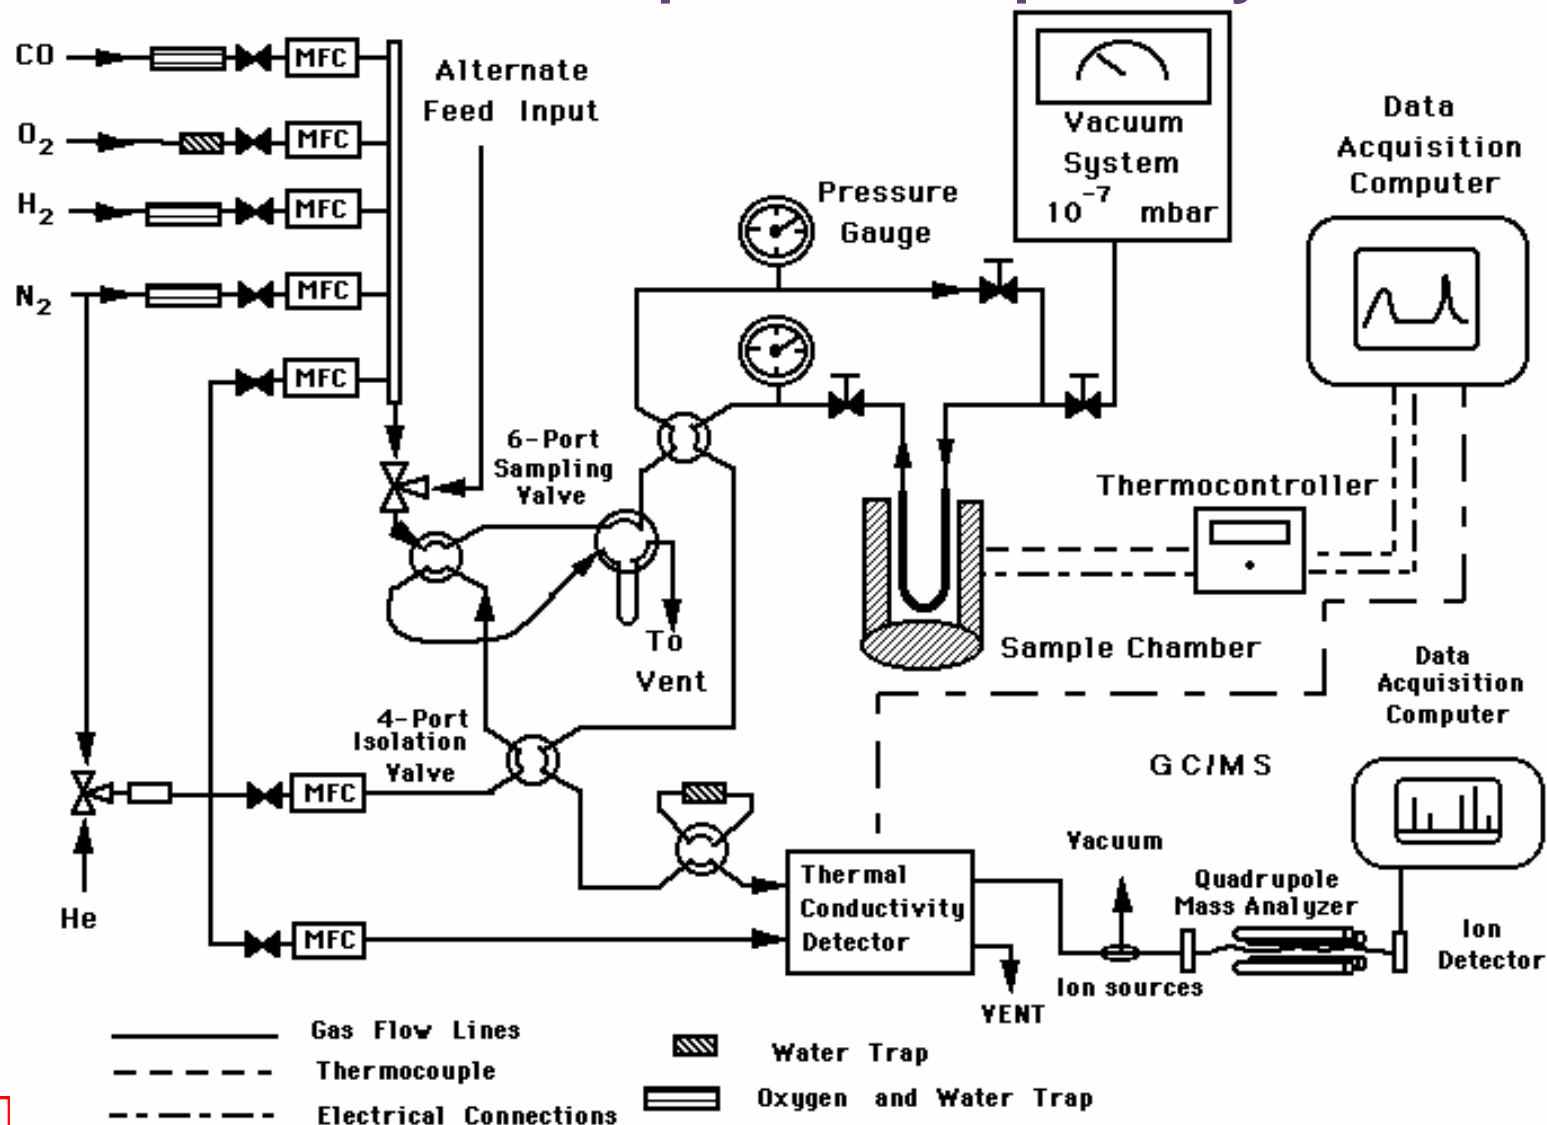 CO
MFC
O2
MFC
H2
MFC
N2
MFC
MFC
Alternate
Feed Input
Pressure
Gauge
Vacuum
System
10-7 mbar
Data
Acquisition
Computer
6-Port
Sampling
Valve
To
Vent
Thermocontroller
Sample Chamber
4-Port
Isolation
Valve
MFC
He
MFC
Thermal
Conductivity
Detector
VENT
Vacuum
Ion sources
GC/MS
Quadrupole
Mass Analyzer
Data
Acquisition
Computer
Ion
Detector
Gas Flow Lines
Thermocouple
Electrical Connections
Water Trap
Oxygen and Water Trap